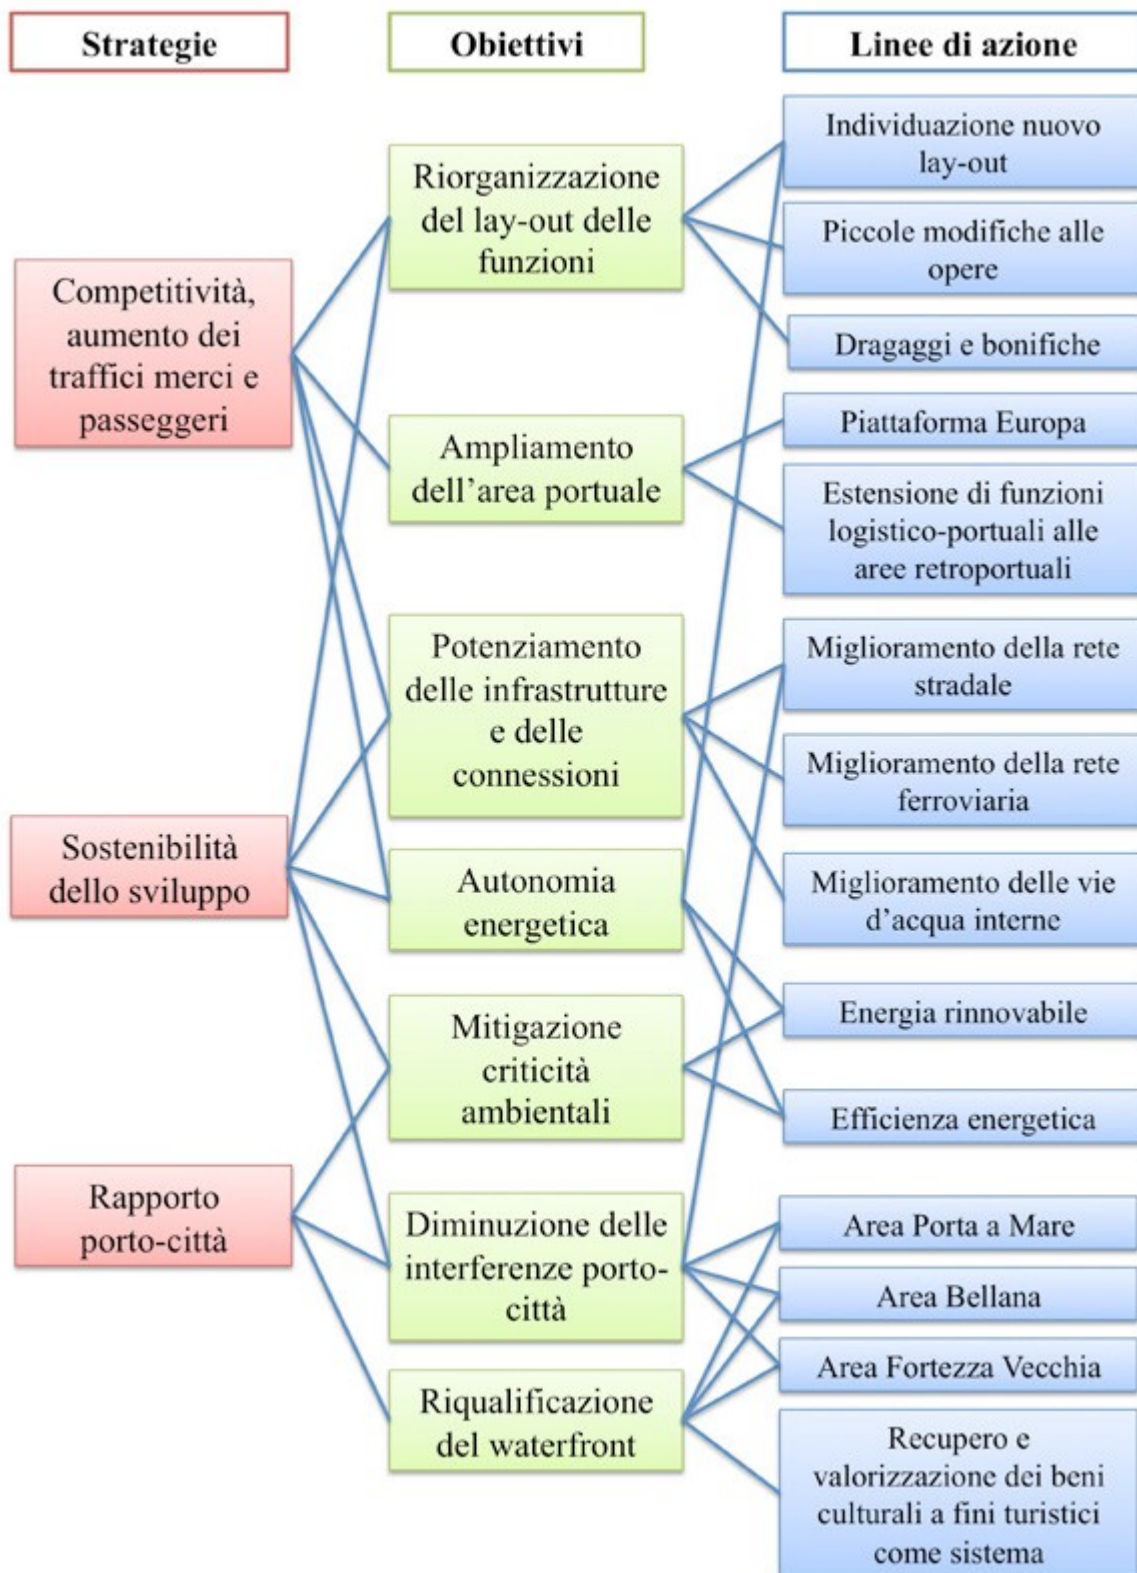 Strategie
Obiettivi
Linee di azione
Competitività,
aumento dei
traffici merci e
passeggeri
Sostenibilità
dello sviluppo
Rapporto
porto-città
Riorganizzazione
del lay-out delle
funzioni
Ampliamento
dell’area portuale
Potenziamento
delle infrastrutture
e delle
connessioni
Autonomia
energetica
Mitigazione
criticità
ambientali
Diminuzione delle
interferenze porto-
città
Riqualificazione
del waterfront
Individuazione nuovo
lay-out
Piccole modifiche alle
opere
Dragaggi e bonifiche
Piattaforma Europa
Estensione di funzioni
logistico-portuali alle
aree retroportuali
Miglioramento della rete
stradale
Miglioramento della rete
ferroviaria
Miglioramento delle vie
d’acqua interne
Energia rinnovabile
Efficienza energetica
Area Porta a Mare
Area Bellana
Area Fortezza Vecchia
Recupero e
valorizzazione dei beni
culturali a fini turistici
come sistema